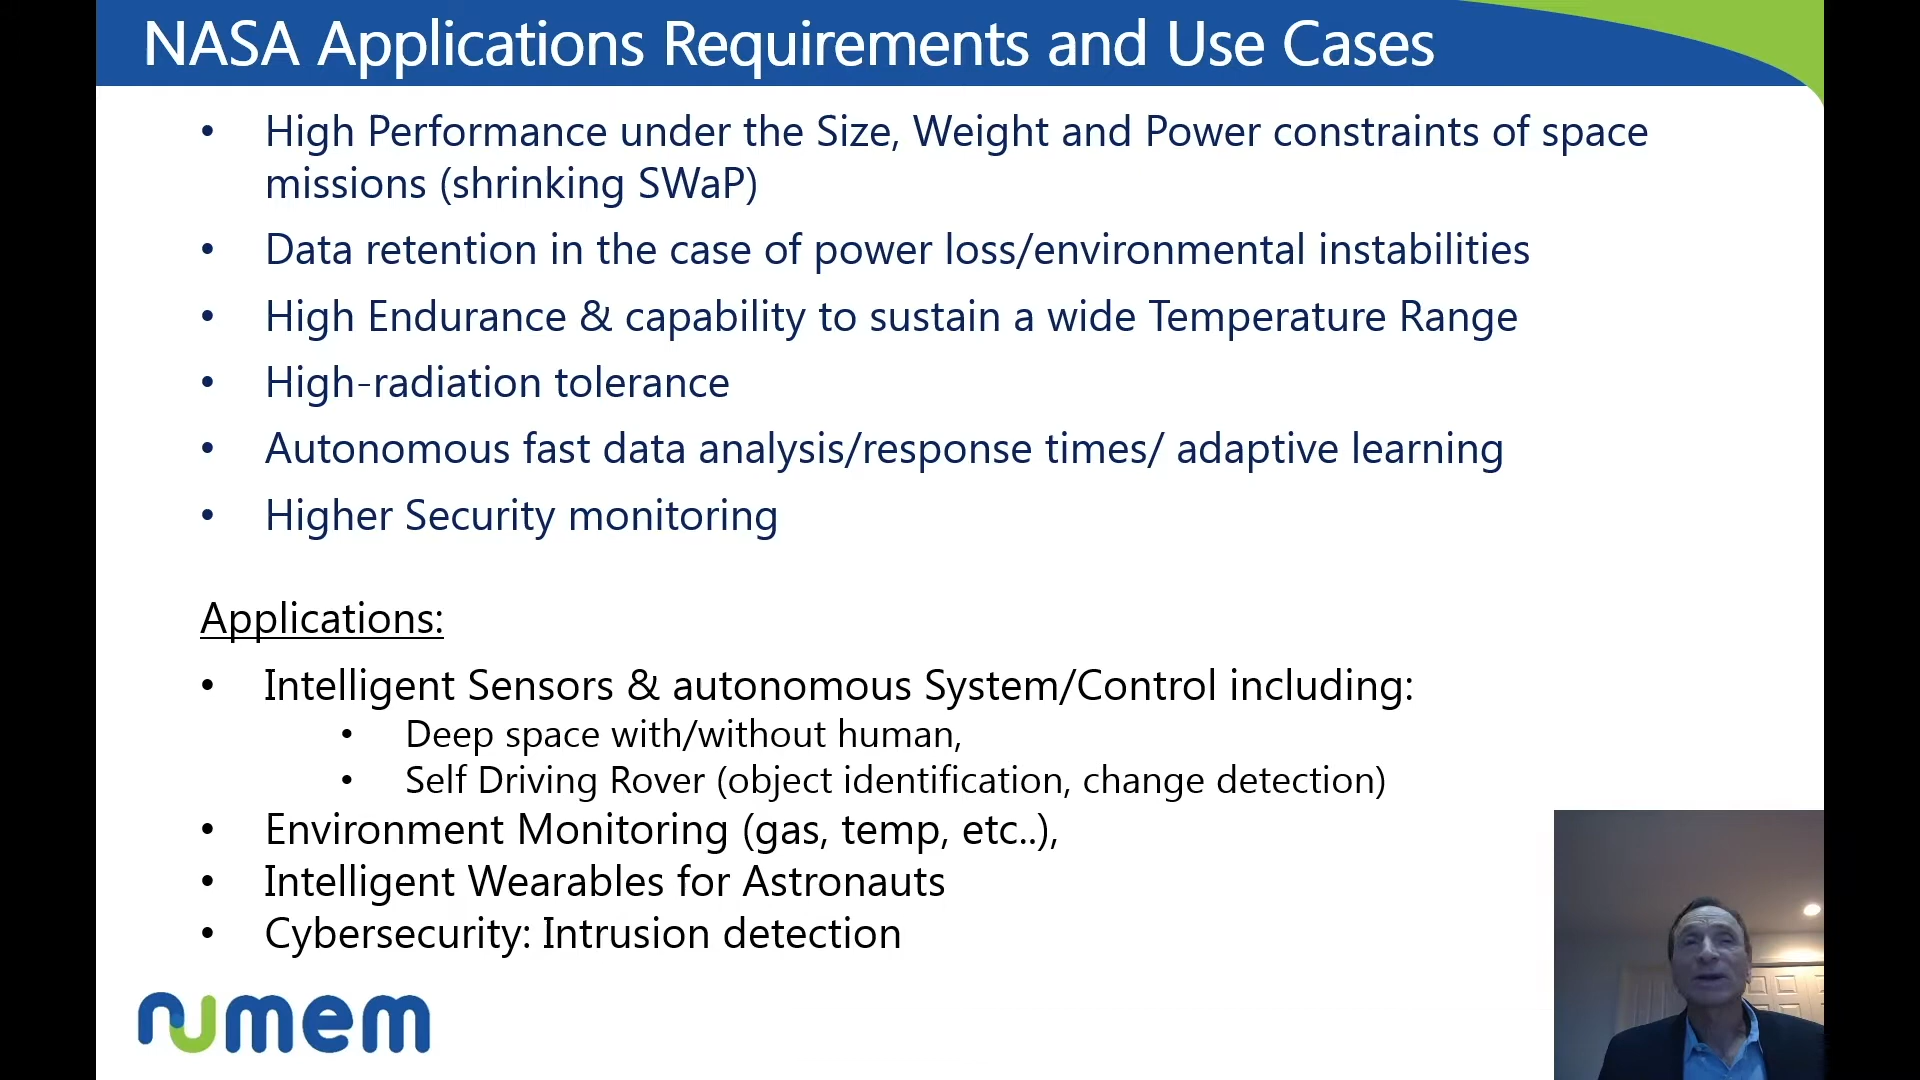 NASA Applications Requirements and Use Cases
• High Performance under the Size, Weight and Power constraints of space
missions (shrinking SWaP)
• Data retention in the case of power loss/environmental instabilities
• High Endurance & capability to sustain a wide Temperature Range
• High-radiation tolerance
• Autonomous fast data analysis/response times/ adaptive learning
• Higher Security monitoring
Applications:
• Intelligent Sensors & autonomous System/Control including:
• Deep space with/without human,
• Self Driving Rover (object identification, change detection)
• Environment Monitoring (gas, temp, etc..),
• Intelligent Wearables for Astronauts
• Cybersecurity: Intrusion detection
numem